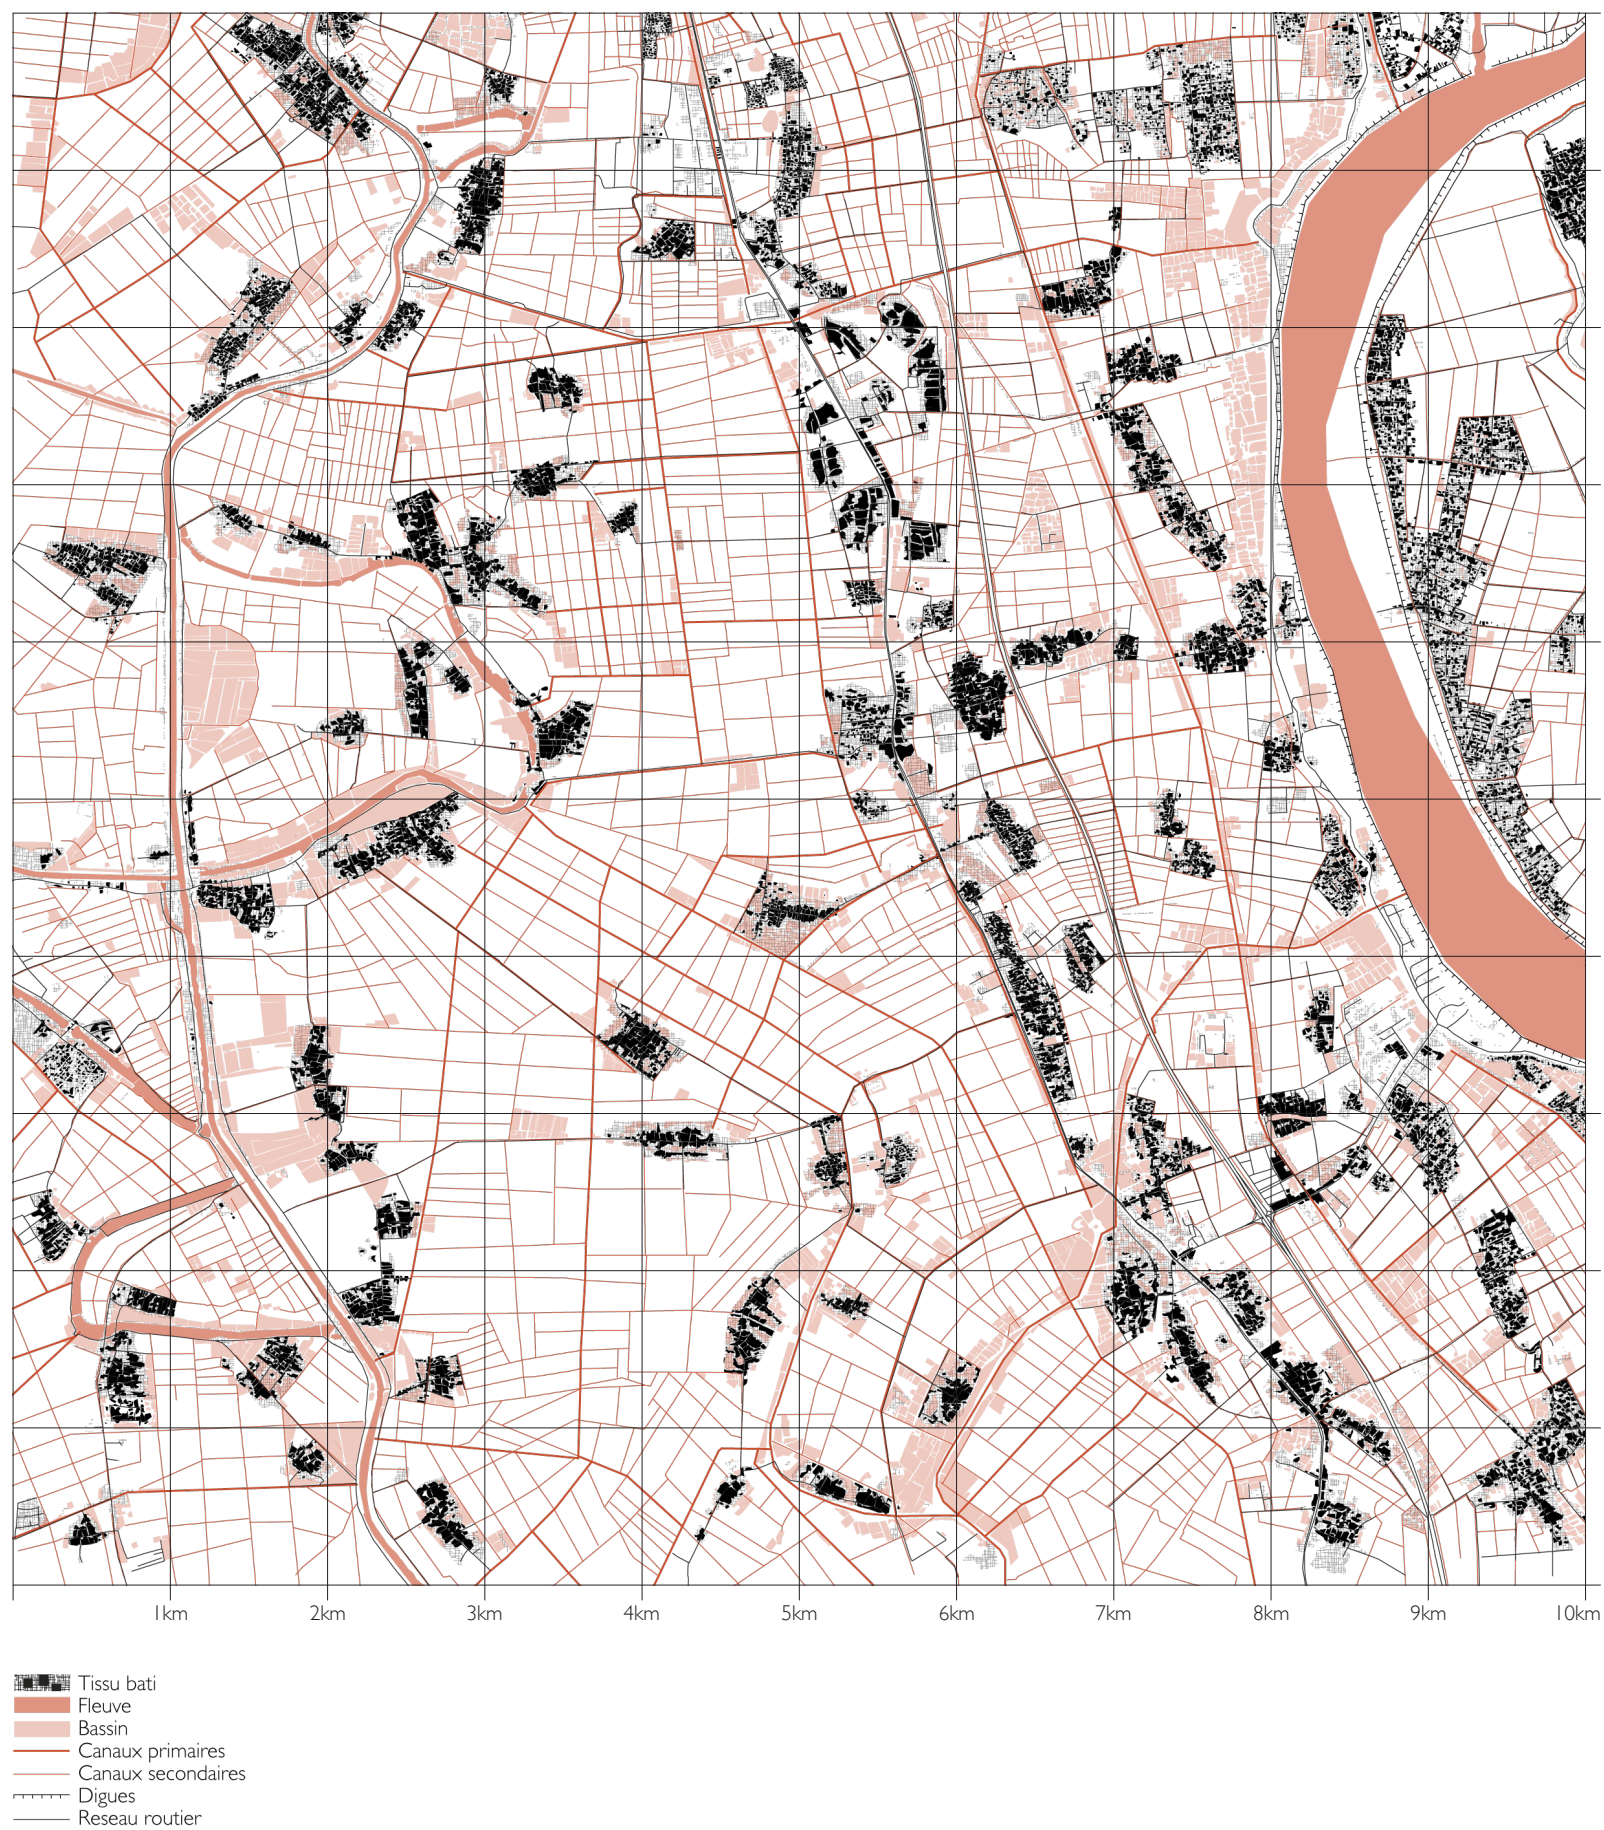 1km 2km 3km 4km 5km 6km 7km 8km 9km 10km
Tissu bati
Fleuve
Bassin
Canaux primaires
Canaux secondaires
Digues
Reseau routier